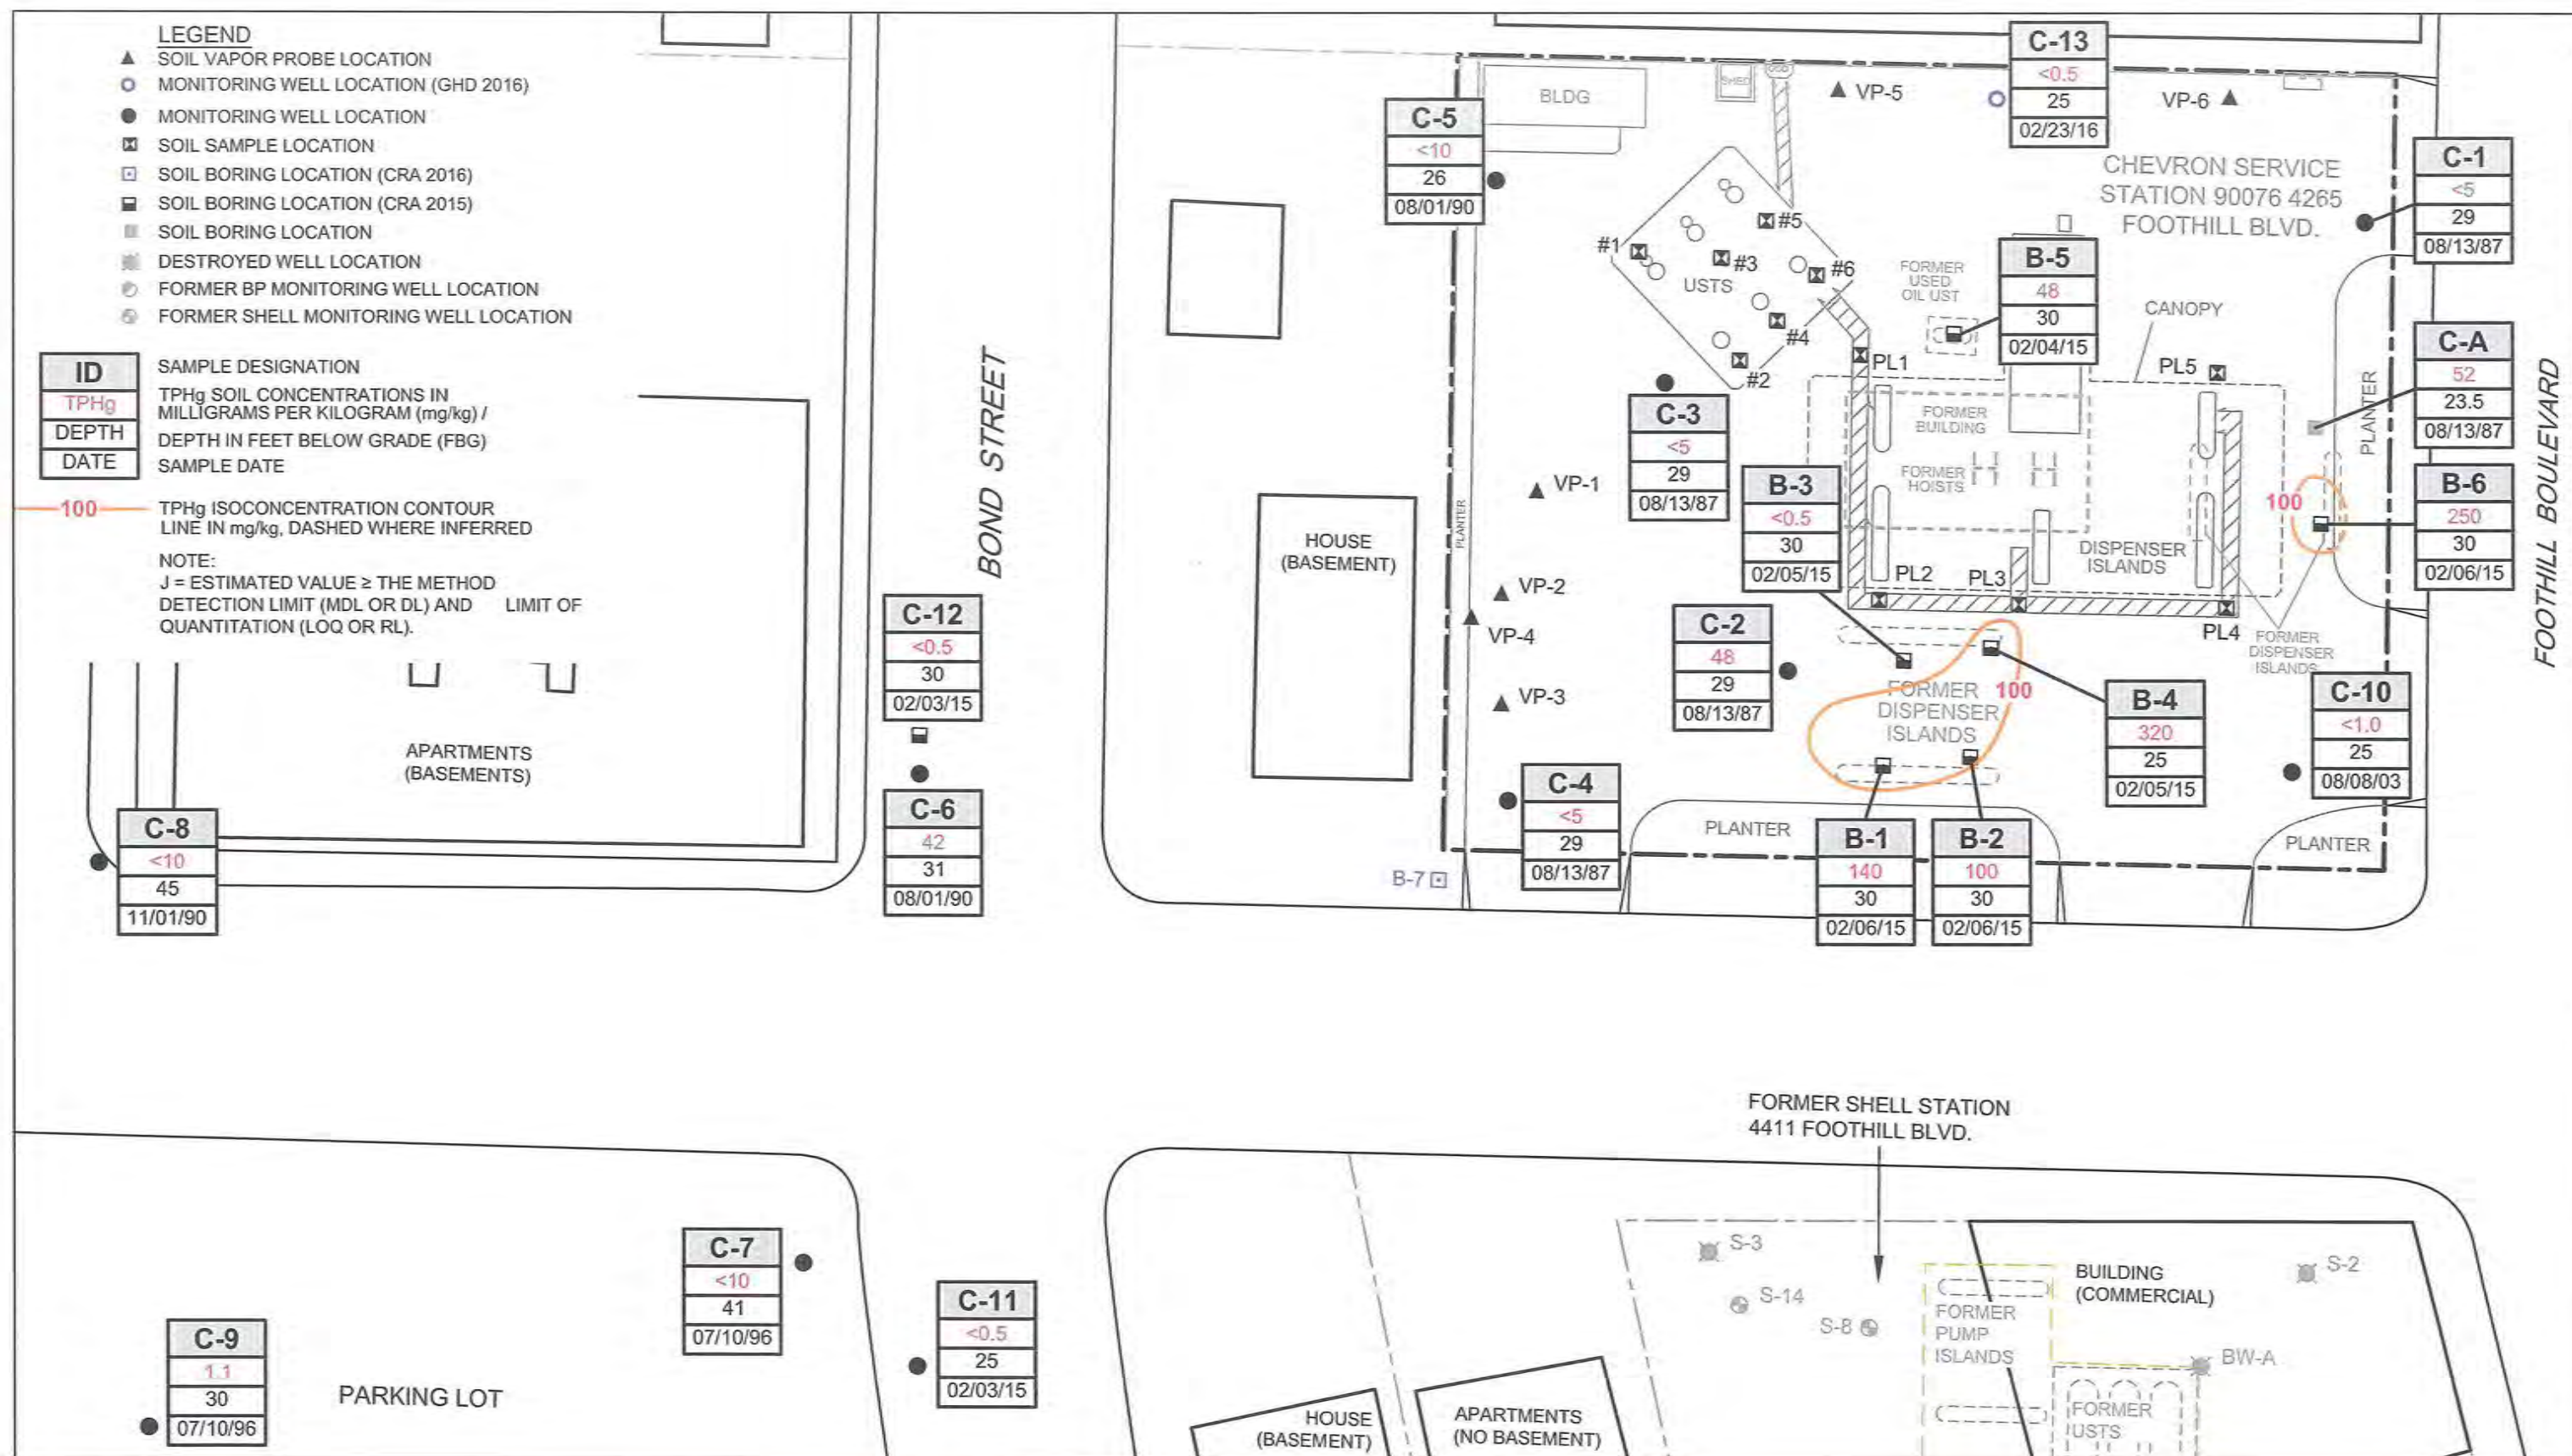 LEGEND
SOIL VAPOR PROBE LOCATION
MONITORING WELL LOCATION (GHD 2016)
MONITORING WELL LOCATION
SOIL SAMPLE LOCATION
SOIL BORING LOCATION (CRA 2016)
SOIL BORING LOCATION (CRA 2015)
SOIL BORING LOCATION
DESTROYED WELL LOCATION
FORMER BP MONITORING WELL LOCATION
FORMER SHELL MONITORING WELL LOCATION
ID
TPHg
DEPTH
DATE
SAMPLE DESIGNATION
TPHg SOIL CONCENTRATIONS IN
MILLIGRAMS PER KILOGRAM (mg/kg) /
DEPTH IN FEET BELOW GRADE (FBG)
SAMPLE DATE
100
TPHg ISOCONCENTRATION CONTOUR
LINE IN mg/kg, DASHED WHERE INFERRED
NOTE:
J = ESTIMATED VALUE ≥ THE METHOD
DETECTION LIMIT (MDL OR DL) AND LIMIT OF
QUANTITATION (LOQ OR RL).
APARTMENTS
(BASEMENTS)
C-8
<10
45
11/01/90
BOND STREET
C-12
<0.5
30
02/03/15
C-6
42
31
08/01/90
HOUSE
(BASEMENT)
C-5
<10
26
08/01/90
BLDG
SHED
VP-5
C-13
<0.5
25
02/23/16
VP-6
CHEVRON SERVICE
STATION 90076 4265
FOOTHILL BLVD.
C-1
<5
29
08/13/87
#1
#5
#3
#6
USTS
#4
#2
FORMER
USED
OIL UST
B-5
48
30
02/04/15
CANOPY
C-A
52
23.5
08/13/87
PLANTER
FOOTHILL BOULEVARD
PL1
PL5
C-3
<5
29
08/13/87
FORMER
BUILDING
FORMER
HOISTS
B-3
<0.5
30
02/05/15
VP-1
VP-2
VP-4
VP-3
PLANTER
100
B-6
250
30
02/06/15
DISPENSER
ISLANDS
PL2
PL3
PL4
FORMER
DISPENSER
ISLANDS
C-2
48
29
08/13/87
FORMER
DISPENSER
ISLANDS
100
B-4
320
25
02/05/15
C-10
<1.0
25
08/08/03
C-4
<5
29
08/13/87
PLANTER
B-1
140
30
02/06/15
B-2
100
30
02/06/15
PLANTER
B-7
FORMER SHELL STATION
4411 FOOTHILL BLVD.
C-7
<10
41
07/10/96
C-11
<0.5
25
02/03/15
C-9
1.1
30
07/10/96
PARKING LOT
S-3
S-14
S-8
FORMER
PUMP
ISLANDS
BUILDING
(COMMERCIAL)
S-2
BW-A
FORMER
USTS
HOUSE
(BASEMENT)
APARTMENTS
(NO BASEMENT)